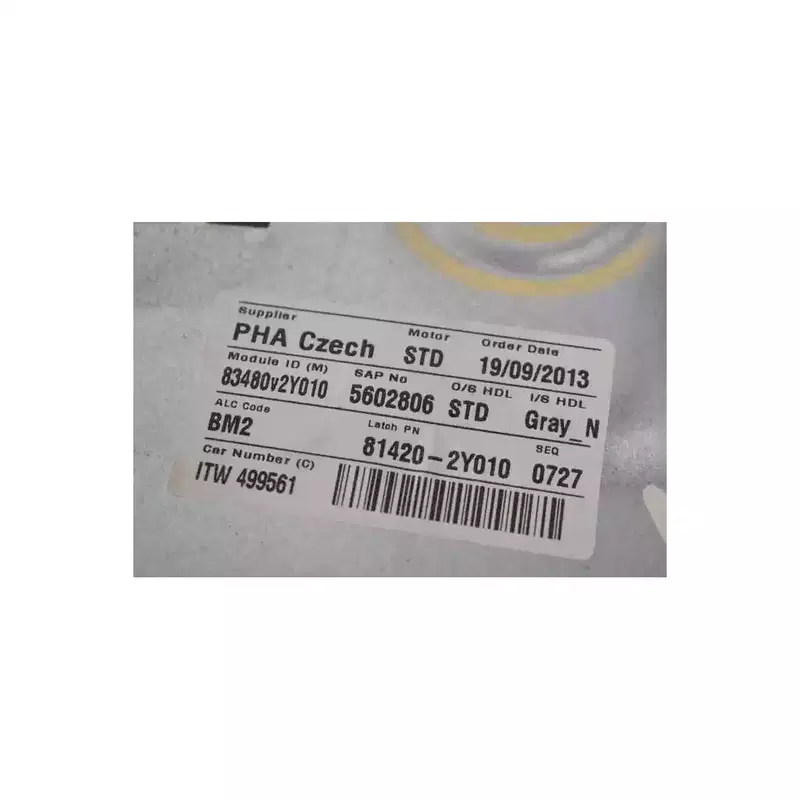 Supplier Motor Order Date
PHA Czech STD 19/09/2013
Module ID (M) SAP No O/S HDL I/S HDL
83480v2Y010 5602806 STD Gray_N
ALC Code Latch PN SEQ
BM2 81420-2Y010 0727
Car Number (C)
ITW 499561